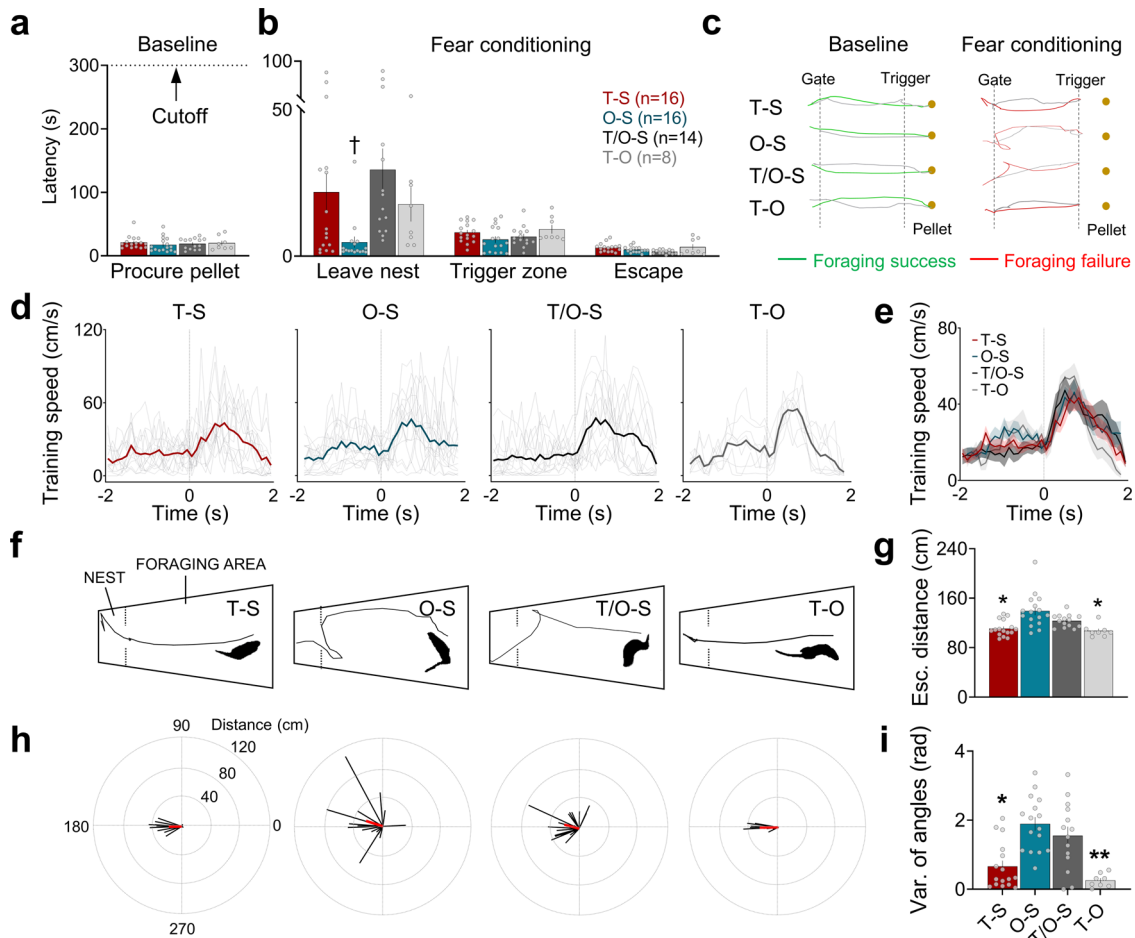 a
Baseline
300
250
200
150
100
50
0
Latency (s)
Cutoff
Procure pellet
b
Fear conditioning
100
50
0
†
T-S (n=16)
O-S (n=16)
T/O-S (n=14)
T-O (n=8)
Leave nest
Trigger zone
Escape
c
Baseline
Fear conditioning
Gate
Trigger
Gate
Trigger
T-S
O-S
T/O-S
T-O
Pellet
Pellet
Foraging success
Foraging failure
d
T-S
O-S
T/O-S
T-O
Training speed (cm/s)
120
60
0
-2
0
2
-2
0
2
-2
0
2
-2
0
2
Time (s)
Time (s)
Time (s)
Time (s)
e
Training speed (cm/s)
80
40
0
T-S
O-S
T/O-S
T-O
-2
0
2
Time (s)
f
NEST
FORAGING AREA
T-S
O-S
T/O-S
T-O
g
Esc. distance (cm)
240
160
80
0
*
*
h
90
Distance (cm)
120
80
40
180
0
270
i
Var. of angles (rad)
4
2
0
*
**
T-S
O-S
T/O-S
T-O